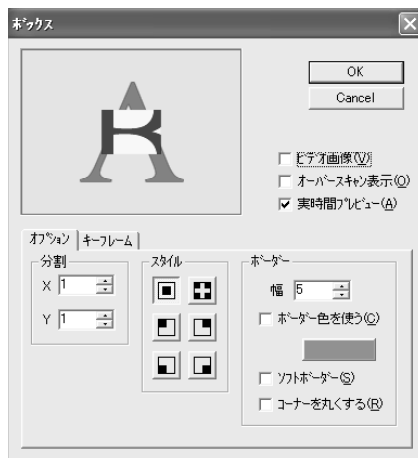 ボックス
A
K
OK
Cancel
ビデオ画像(V)
オーバースキャン表示(O)
実時間プレビュー(A)
オプション キーフレーム
分割
X 1
Y 1
スタイル
ボーダー
幅 5
ボーダー色を使う(C)
ソフトボーダー(S)
コーナーを丸くする(R)